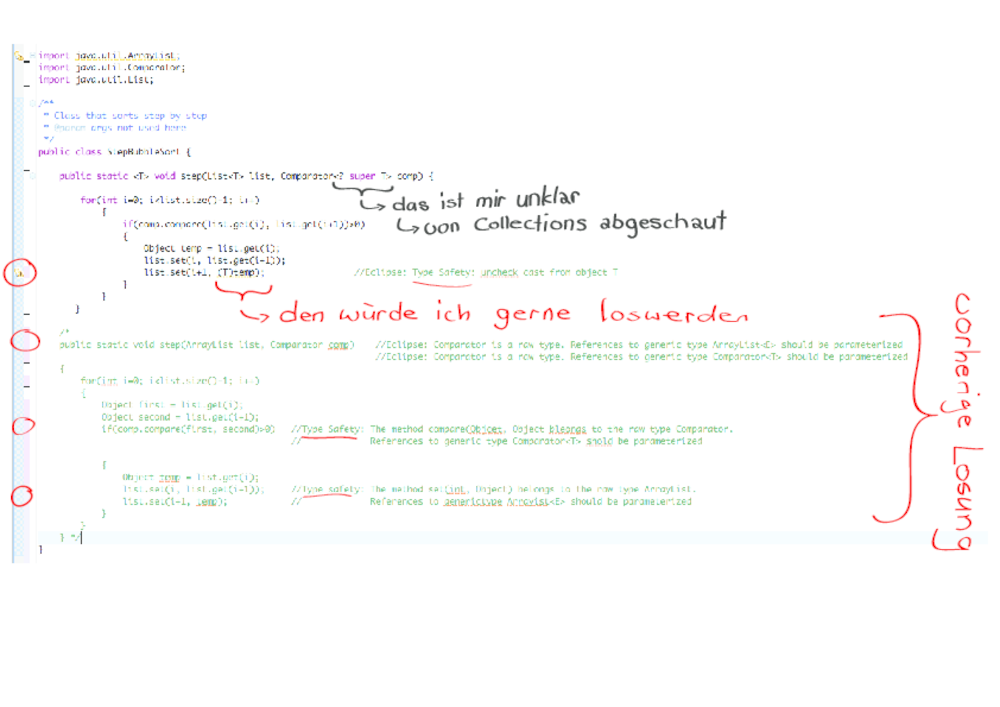 import java.util.ArrayList;
import java.util.Comparator;
import java.util.List;
/**
* Class that sorts step by step
* @param args not used here
*/
public class StepBubbleSort {
public static <T> void step(List<T> list, Comparator<? super T> comp) {
das ist mir unklar
for(int i=0; i<list.size()-1; i++)
von Collections abgeschaut
{
if(comp.compare(list.get(i), list.get(i+1))>0)
{
Object temp = list.get(i);
list.set(i, list.get(i+1));
list.set(i+1, (T)temp); //Eclipse: Type Safety: uncheck cast from object T
}
}
}
den würde ich gerne loswerden
/*
public static void step(ArrayList list, Comparator comp) //Eclipse: Comparator is a raw type. References to generic type ArrayList<E> should be parameterized
//Eclipse: Comparator is a raw type. References to generic type Comparator<T> should be parameterized
{
for(int i=0; i<list.size()-1; i++)
{
Object first = list.get(i);
Object second = list.get(i+1);
if(comp.compare(first, second)>0) //Type Safety: The method compare(Objcet, Object bleongs to the raw type Comparator.
// References to generic type Comparator<T> shold be parameterized
{
Object temp = list.get(i);
list.set(i, list.get(i+1)); //Type safety: The method set(int, Object) belongs to the raw type ArrayList.
list.set(i+1, temp); // References to generictype Arraylist<E> should be parameterized
}
}
} */
}
vorherige Lösung